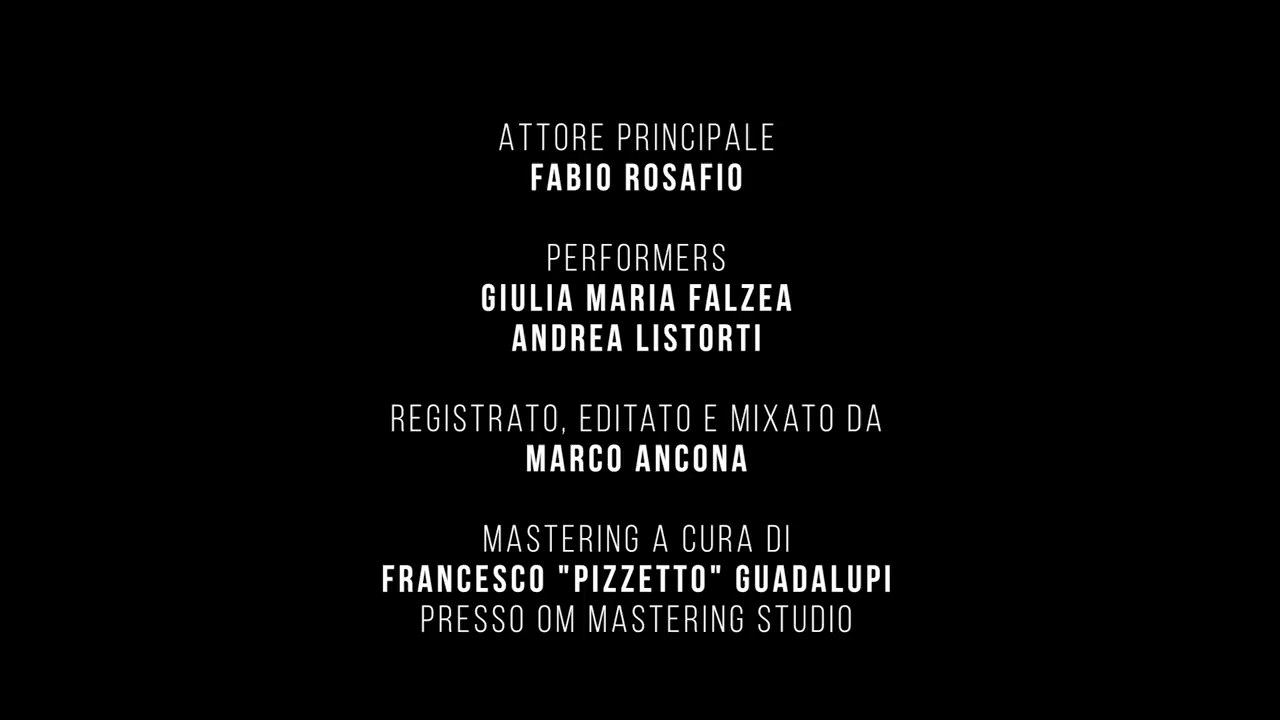 ATTORE PRINCIPALE
FABIO ROSAFIO
PERFORMERS
GIULIA MARIA FALZEA
ANDREA LISTORTI
REGISTRATO, EDITATO E MIXATO DA
MARCO ANCONA
MASTERING A CURA DI
FRANCESCO "PIZZETTO" GUADALUPI
PRESSO OM MASTERING STUDIO